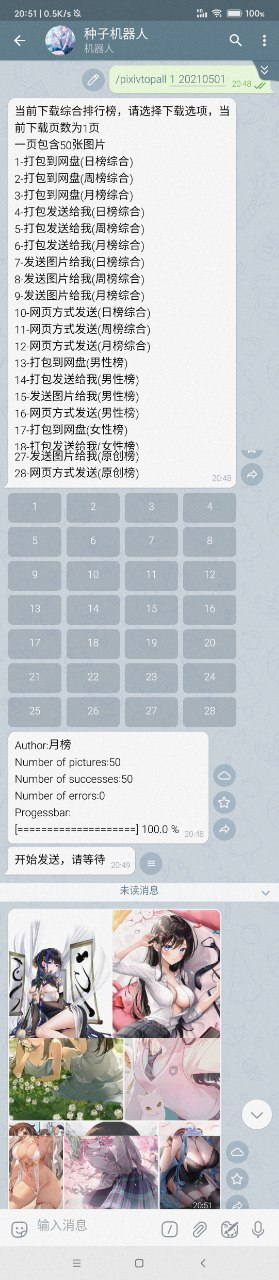 20:51 | 0.5K/s
100%
种子机器人
机器人
/pixivtopall 1 20210501
20:48
当前下载综合排行榜，请选择下载选项，当
前下载页数为1页
一页包含50张图片
1-打包到网盘(日榜综合)
2-打包到网盘(周榜综合)
3-打包到网盘(月榜综合)
4-打包发送给我(日榜综合)
5-打包发送给我(周榜综合)
6-打包发送给我(月榜综合)
7-发送图片给我(日榜综合)
8-发送图片给我(周榜综合)
9-发送图片给我(月榜综合)
10-网页方式发送(日榜综合)
11-网页方式发送(周榜综合)
12-网页方式发送(月榜综合)
13-打包到网盘(男性榜)
14-打包发送给我(男性榜)
15-发送图片给我(男性榜)
16-网页方式发送(男性榜)
17-打包到网盘(女性榜)
18-打包发送给我(女性榜)
27-发送图片给我(原创榜)
28-网页方式发送(原创榜)
20:48
1 2 3 4
5 6 7 8
9 10 11 12
13 14 15 16
17 18 19 20
21 22 23 24
25 26 27 28
Author:月榜
Number of pictures:50
Number of successes:50
Number of errors:0
Progessbar:
[====================] 100.0 %
20:48
开始发送，请等待
20:49
未读消息
20:51
输入消息